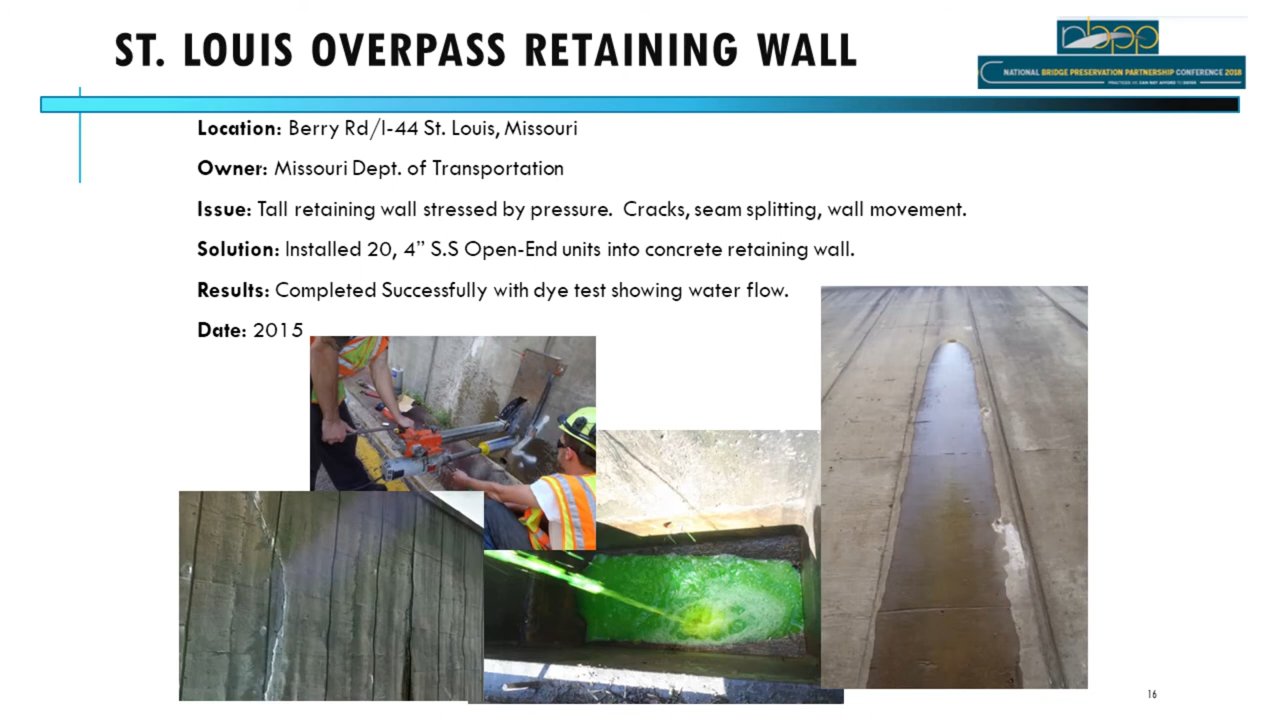 ST. LOUIS OVERPASS RETAINING WALL
nbpp
NATIONAL BRIDGE PRESERVATION PARTNERSHIP CONFERENCE 2018
Location: Berry Rd/I-44 St. Louis, Missouri
Owner: Missouri Dept. of Transportation
Issue: Tall retaining wall stressed by pressure.  Cracks, seam splitting, wall movement.
Solution: Installed 20, 4” S.S Open-End units into concrete retaining wall.
Results: Completed Successfully with dye test showing water flow.
Date: 2015
16